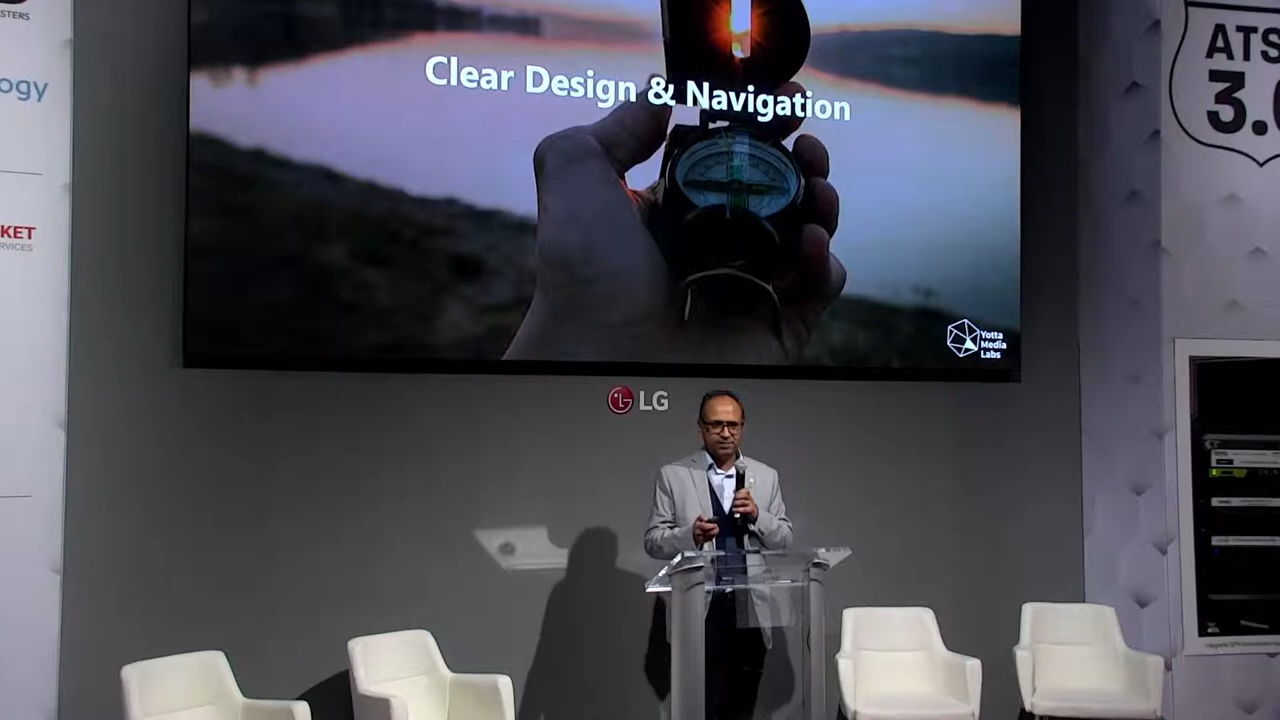 STERS
ogy
KET
RVICES
Clear Design & Navigation
Yotta
Media
Labs
LG
ATS
3.0